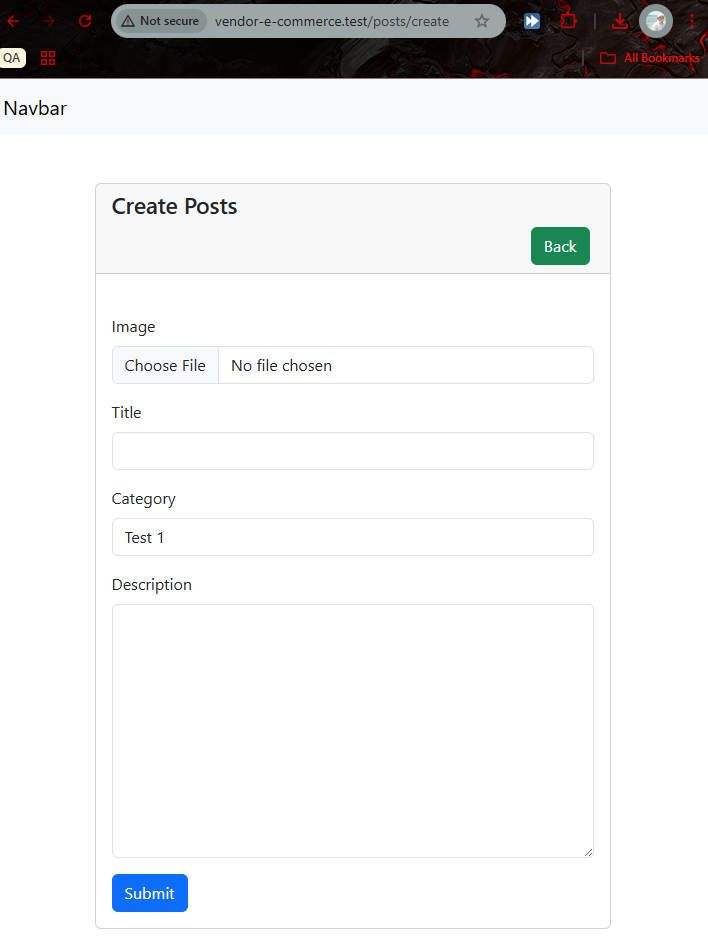 Not secure vendor-e-commerce.test/posts/create
QA
All Bookmarks
Navbar
Create Posts
Back
Image
Choose File No file chosen
Title
Category
Test 1
Description
Submit